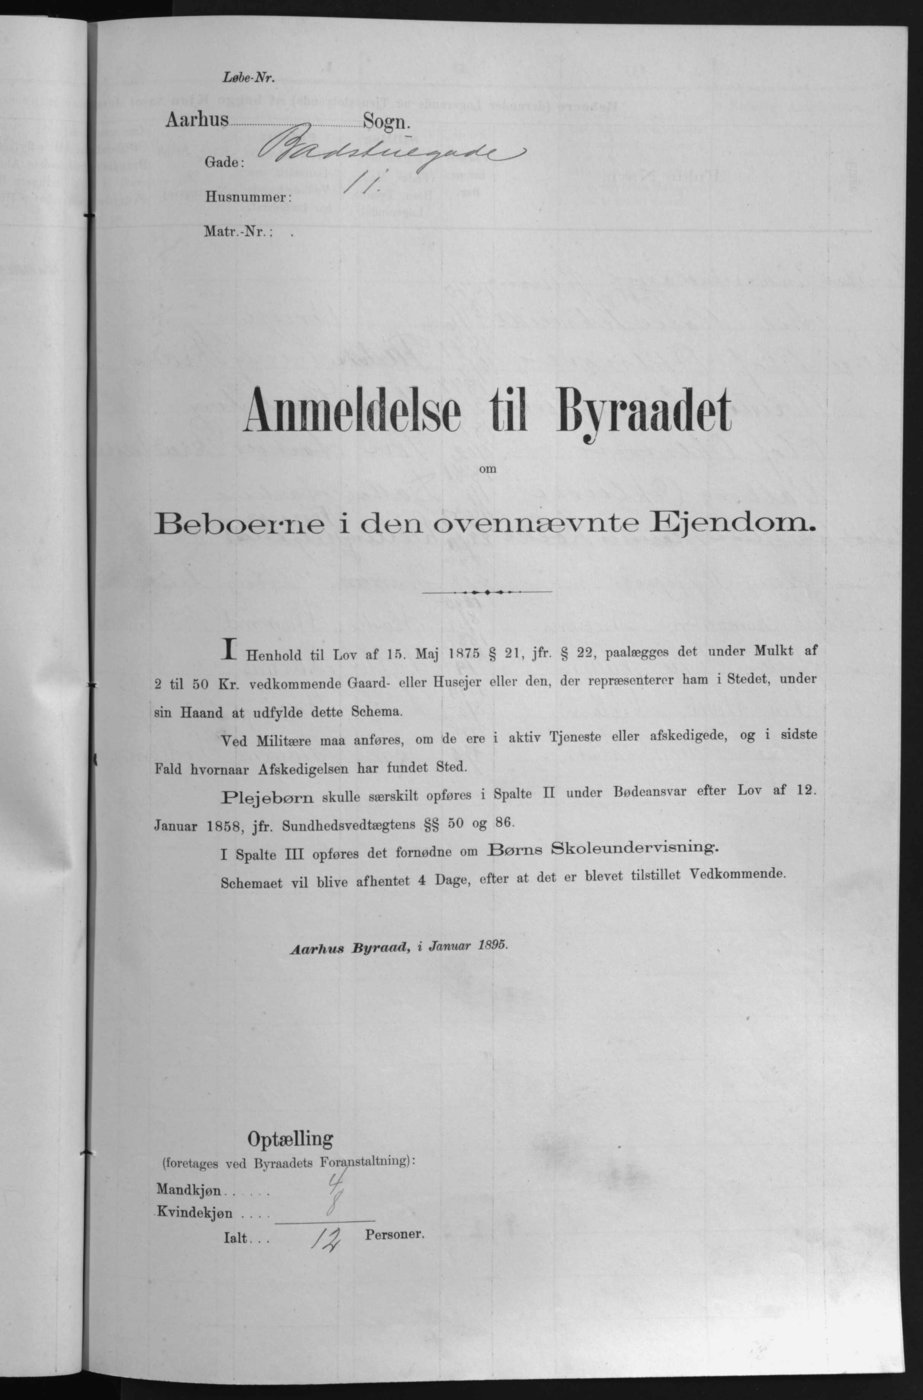 Løbe-Nr.
Aarhus Sogn.
Gade: Badstuegade
Husnummer: 11.
Matr.-Nr.: .
Anmeldelse til Byraadet
om
Beboerne i den ovennævnte Ejendom.
I Henhold til Lov af 15. Maj 1875 § 21, jfr. § 22, paalægges det under Mulkt af
2 til 50 Kr. vedkommende Gaard- eller Husejer eller den, der repræsenterer ham i Stedet, under
sin Haand at udfylde dette Schema.
Ved Militære maa anføres, om de ere i aktiv Tjeneste eller afskedigede, og i sidste
Fald hvornaar Afskedigelsen har fundet Sted.
Plejebørn skulle særskilt opføres i Spalte II under Bødeansvar efter Lov af 12.
Januar 1858, jfr. Sundhedsvedtægtens §§ 50 og 86.
I Spalte III opføres det fornødne om Børns Skoleundervisning.
Schemaet vil blive afhentet 4 Dage, efter at det er blevet tilstillet Vedkommende.
Aarhus Byraad, i Januar 1895.
Optælling
(foretages ved Byraadets Foranstaltning):
Mandkjøn...... 4
Kvindekjøn.... 8
Ialt... 12 Personer.